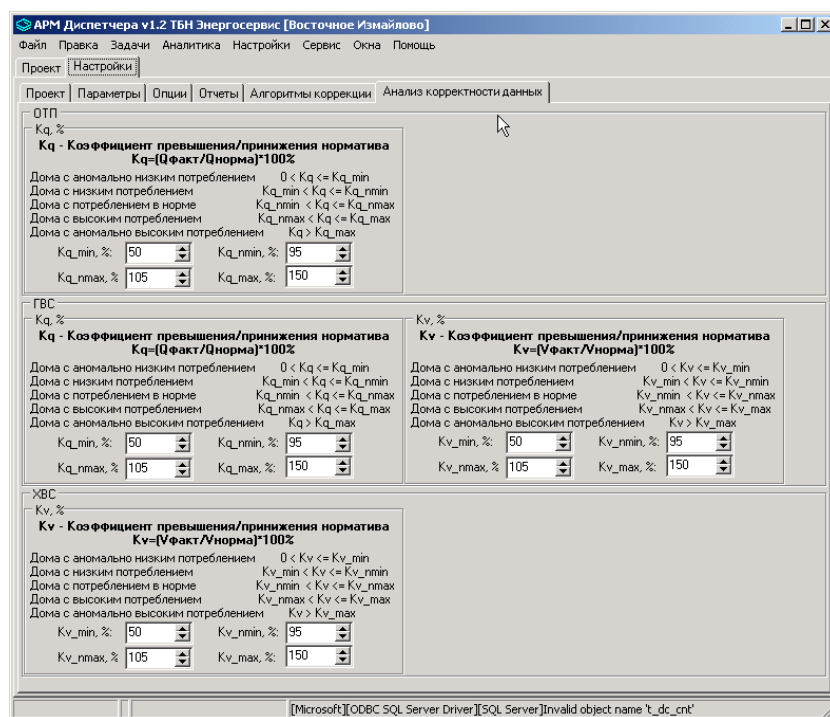 АРМ Диспетчера v1.2 ТБН Энергосервис [Восточное Измайлово]
Файл Правка Задачи Аналитика Настройки Сервис Окна Помощь
Проект Настройки
Проект Параметры Опции Отчеты Алгоритмы коррекции Анализ корректности данных
ОТП
Kq, %
Kq - Коэффициент превышения/принижения норматива
Kq=(Qфакт/Qнорма)*100%
Дома с аномально низким потреблением 0 < Kq <= Kq_min
Дома с низким потреблением Kq_min < Kq <= Kq_nmin
Дома с потреблением в норме Kq_nmin < Kq <= Kq_nmax
Дома с высоким потреблением Kq_nmax < Kq <= Kq_max
Дома с аномально высоким потреблением Kq > Kq_max
Kq_min, %: 50 Kq_nmin, %: 95
Kq_nmax, % 105 Kq_max, %: 150
ГВС
Kq, %
Kq - Коэффициент превышения/принижения норматива
Kq=(Qфакт/Qнорма)*100%
Дома с аномально низким потреблением 0 < Kq <= Kq_min
Дома с низким потреблением Kq_min < Kq <= Kq_nmin
Дома с потреблением в норме Kq_nmin < Kq <= Kq_nmax
Дома с высоким потреблением Kq_nmax < Kq <= Kq_max
Дома с аномально высоким потреблением Kq > Kq_max
Kq_min, %: 50 Kq_nmin, %: 95
Kq_nmax, % 105 Kq_max, %: 150
Kv, %
Kv - Коэффициент превышения/принижения норматива
Kv=(Vфакт/Vнорма)*100%
Дома с аномально низким потреблением 0 < Kv <= Kv_min
Дома с низким потреблением Kv_min < Kv <= Kv_nmin
Дома с потреблением в норме Kv_nmin < Kv <= Kv_nmax
Дома с высоким потреблением Kv_nmax < Kv <= Kv_max
Дома с аномально высоким потреблением Kv > Kv_max
Kv_min, %: 50 Kv_nmin, %: 95
Kv_nmax, % 105 Kv_max, %: 150
ХВС
Kv, %
Kv - Коэффициент превышения/принижения норматива
Kv=(Vфакт/Vнорма)*100%
Дома с аномально низким потреблением 0 < Kv <= Kv_min
Дома с низким потреблением Kv_min < Kv <= Kv_nmin
Дома с потреблением в норме Kv_nmin < Kv <= Kv_nmax
Дома с высоким потреблением Kv_nmax < Kv <= Kv_max
Дома с аномально высоким потреблением Kv > Kv_max
Kv_min, %: 50 Kv_nmin, %: 95
Kv_nmax, % 105 Kv_max, %: 150
[Microsoft][ODBC SQL Server Driver][SQL Server]Invalid object name 't_dc_cnt'